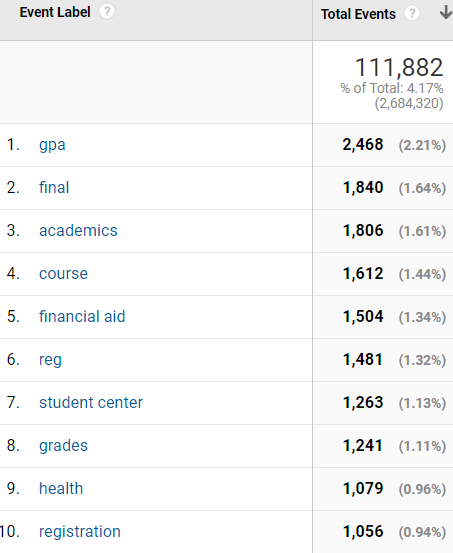 Event Label ? Total Events ?
111,882
% of Total: 4.17%
(2,684,320)
1. gpa 2,468 (2.21%)
2. final 1,840 (1.64%)
3. academics 1,806 (1.61%)
4. course 1,612 (1.44%)
5. financial aid 1,504 (1.34%)
6. reg 1,481 (1.32%)
7. student center 1,263 (1.13%)
8. grades 1,241 (1.11%)
9. health 1,079 (0.96%)
10. registration 1,056 (0.94%)